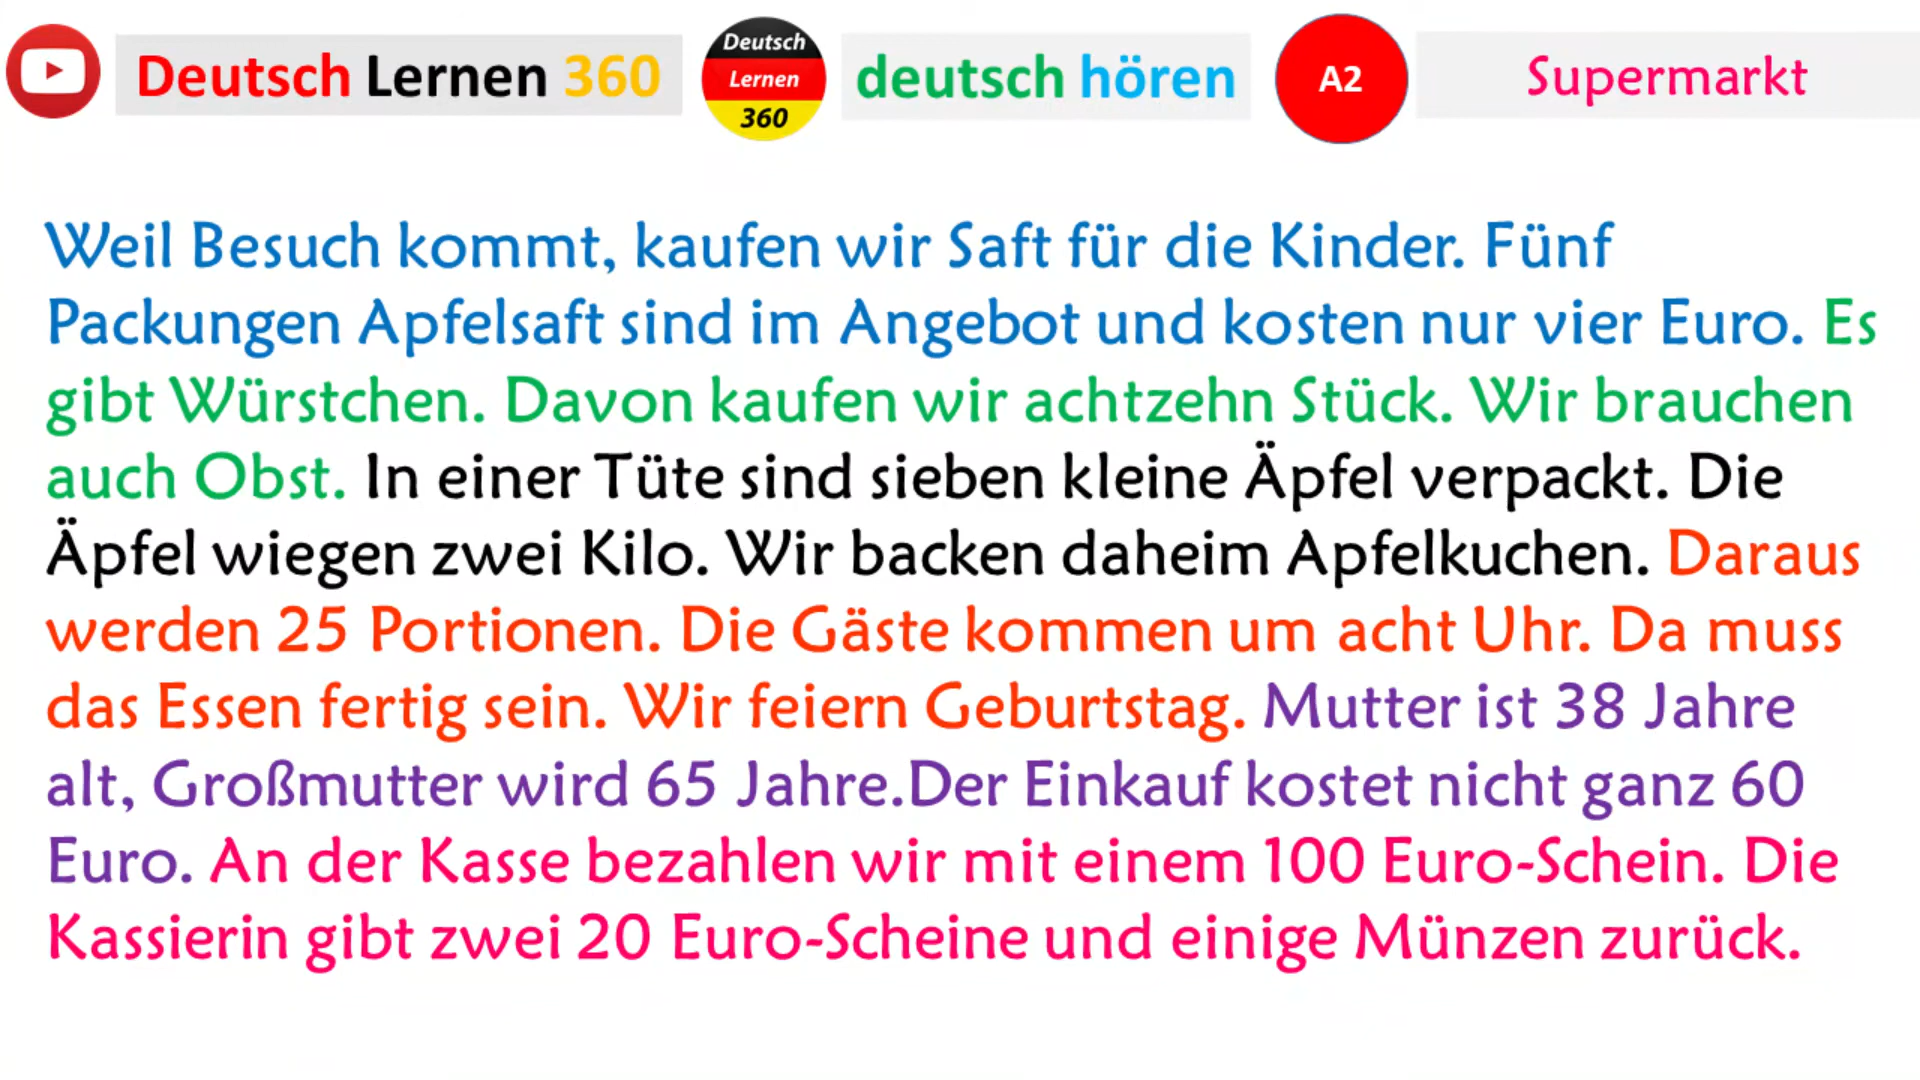 Deutsch Lernen 360
Deutsch
Lernen
360
deutsch hören
A2
Supermarkt
Weil Besuch kommt, kaufen wir Saft für die Kinder. Fünf
Packungen Apfelsaft sind im Angebot und kosten nur vier Euro. Es
gibt Würstchen. Davon kaufen wir achtzehn Stück. Wir brauchen
auch Obst. In einer Tüte sind sieben kleine Äpfel verpackt. Die
Äpfel wiegen zwei Kilo. Wir backen daheim Apfelkuchen. Daraus
werden 25 Portionen. Die Gäste kommen um acht Uhr. Da muss
das Essen fertig sein. Wir feiern Geburtstag. Mutter ist 38 Jahre
alt, Großmutter wird 65 Jahre.Der Einkauf kostet nicht ganz 60
Euro. An der Kasse bezahlen wir mit einem 100 Euro-Schein. Die
Kassierin gibt zwei 20 Euro-Scheine und einige Münzen zurück.